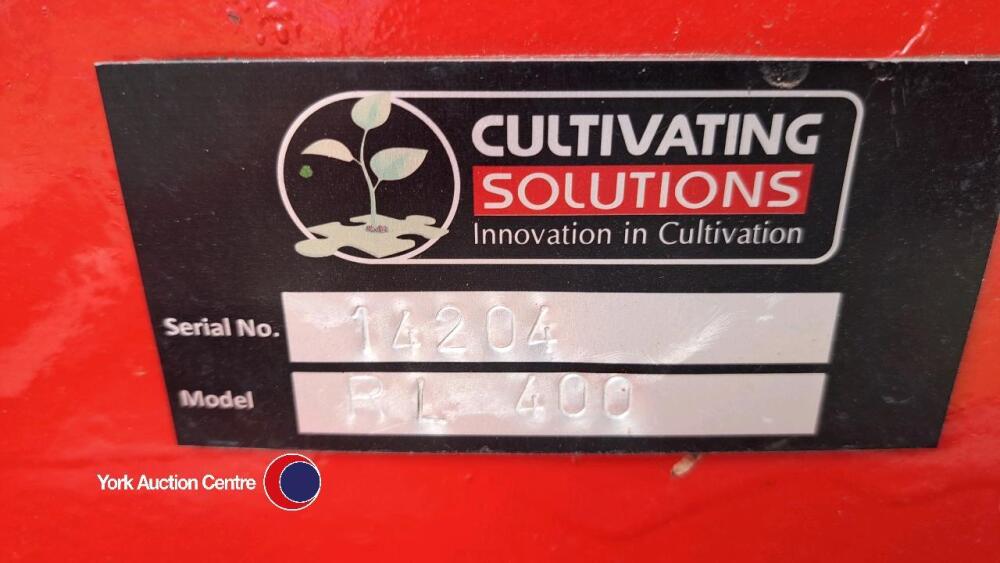 CULTIVATING
SOLUTIONS
Innovation in Cultivation
Serial No. 14204
Model RL 400
York Auction Centre